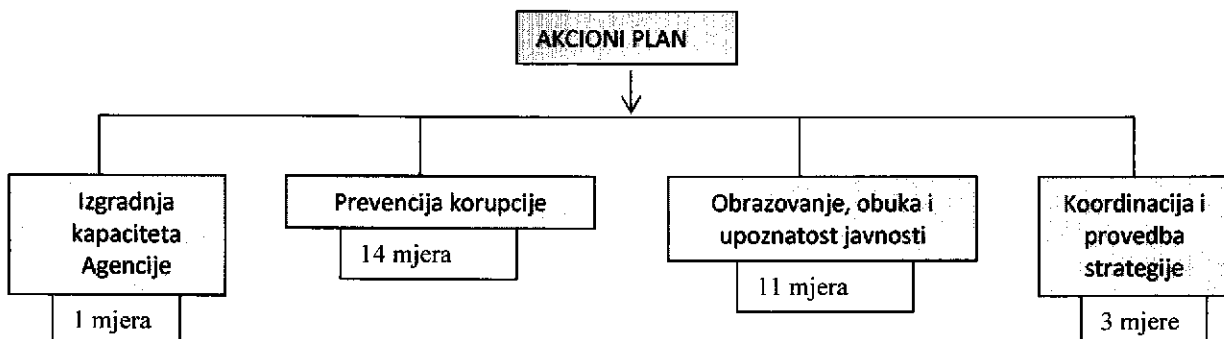 AKCIONI PLAN
Izgradnja
kapaciteta
Agencije
1 mjera
Prevencija korupcije
14 mjera
Obrazovanje, obuka i
upoznatost javnosti
11 mjera
Koordinacija i
provedba
strategije
3 mjere